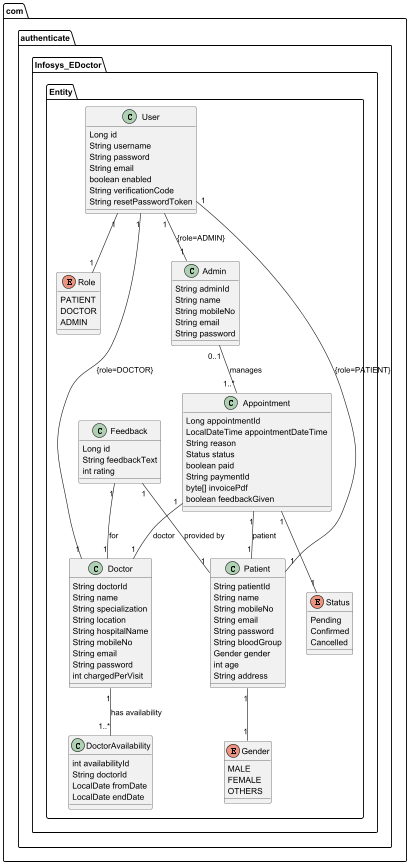 com
authenticate
Infosys_EDoctor
Entity
C User
Long id
String username
String password
String email
boolean enabled
String verificationCode
String resetPasswordToken
1
1
1
1
{role=ADMIN}
1
1
E Role
PATIENT
DOCTOR
ADMIN
C Admin
String adminId
String name
String mobileNo
String email
String password
{role=DOCTOR}
{role=PATIENT}
0..1
manages
1..*
C Appointment
Long appointmentId
LocalDateTime appointmentDateTime
String reason
Status status
boolean paid
String paymentId
byte[] invoicePdf
boolean feedbackGiven
C Feedback
Long id
String feedbackText
int rating
1
1
1
1
1
for
doctor
provided by
patient
1
1
1
1
1
1
1
C Doctor
String doctorId
String name
String specialization
String location
String hospitalName
String mobileNo
String email
String password
int chargedPerVisit
C Patient
String patientId
String name
String mobileNo
String email
String password
String bloodGroup
Gender gender
int age
String address
E Status
Pending
Confirmed
Cancelled
1
has availability
1..*
1
1
C DoctorAvailability
int availabilityId
String doctorId
LocalDate fromDate
LocalDate endDate
E Gender
MALE
FEMALE
OTHERS